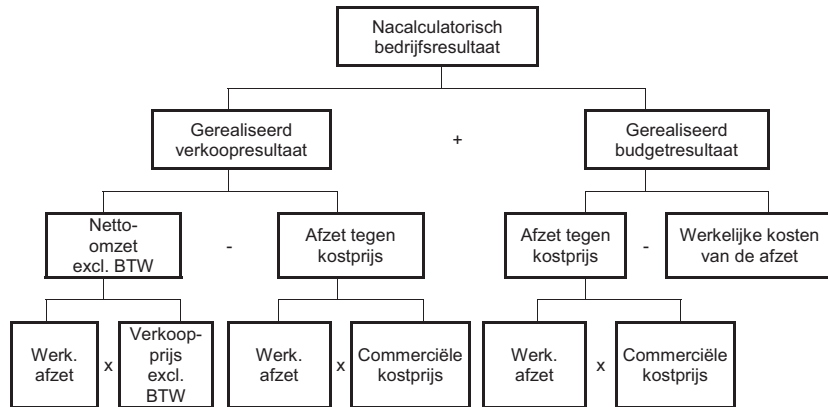 Nacalculatorisch
bedrijfsresultaat
Gerealiseerd
verkoopresultaat
+
Gerealiseerd
budgetresultaat
Netto-
omzet
excl. BTW
-
Afzet tegen
kostprijs
Afzet tegen
kostprijs
-
Werkelijke kosten
van de afzet
Werk.
afzet
x
Verkoop-
prijs
excl.
BTW
Werk.
afzet
x
Commerciële
kostprijs
Werk.
afzet
x
Commerciële
kostprijs